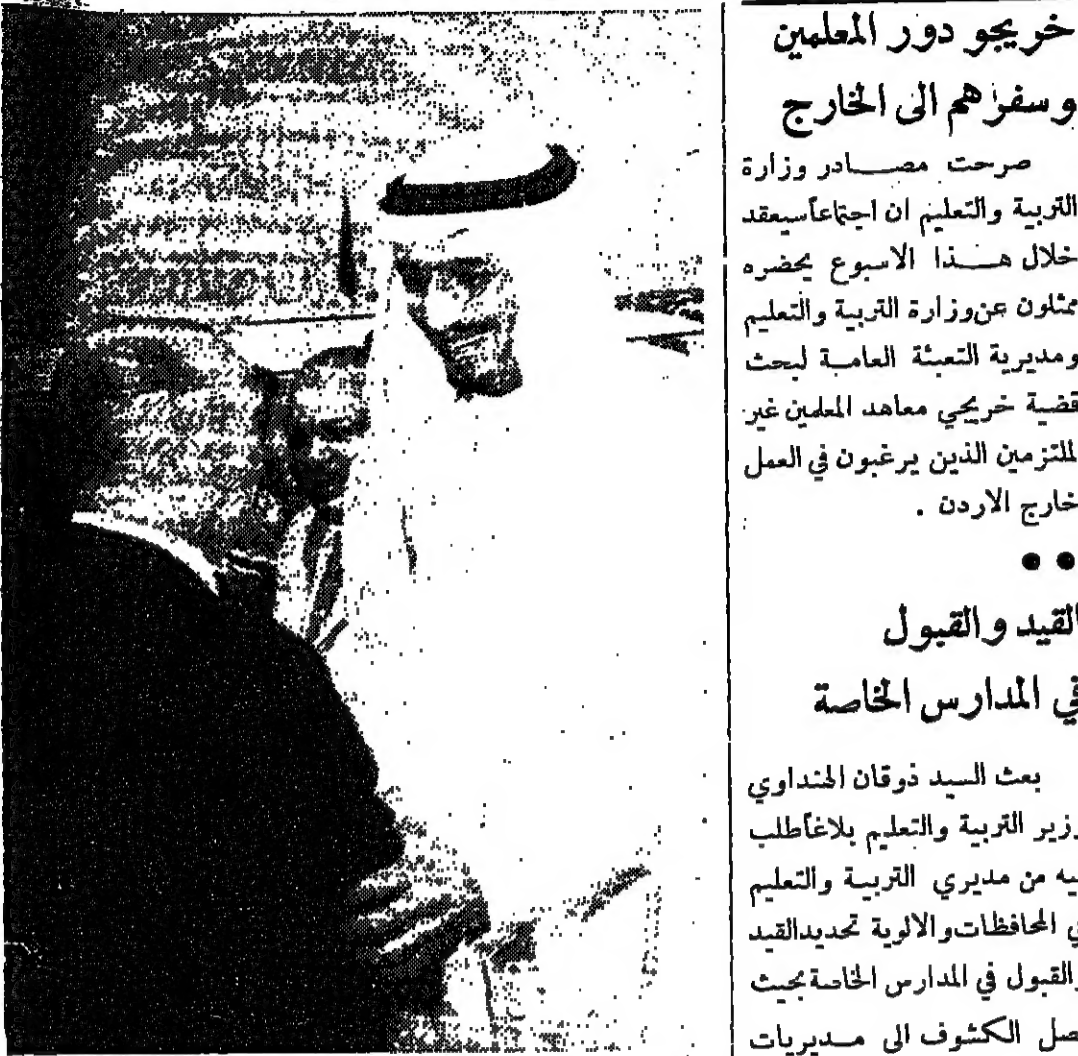 خريجو دور المعلمين
وسفرهم الى الخارج
صرحت مصادر وزارة
التربية والتعليم ان اجتماعاً سيعقد
خلال هذا الاسبوع يحضره
ممثلون عن وزارة التربية والتعليم
ومديرية التعبئة العامة لبحث
قضية خريجي معاهد المعلمين غير
لملتزمين الذين يرغبون في العمل
خارج الاردن .
القيد والقبول
في المدارس الخاصة
بعث السيد ذوقان الهنداوي
وزير التربية والتعليم بلاغاً طلب
فيه من مديري التربية والتعليم
في المحافظات والالوية تحديد القيد
والقبول في المدارس الخاصة بحيث
تصل الكشوف الى مديريات